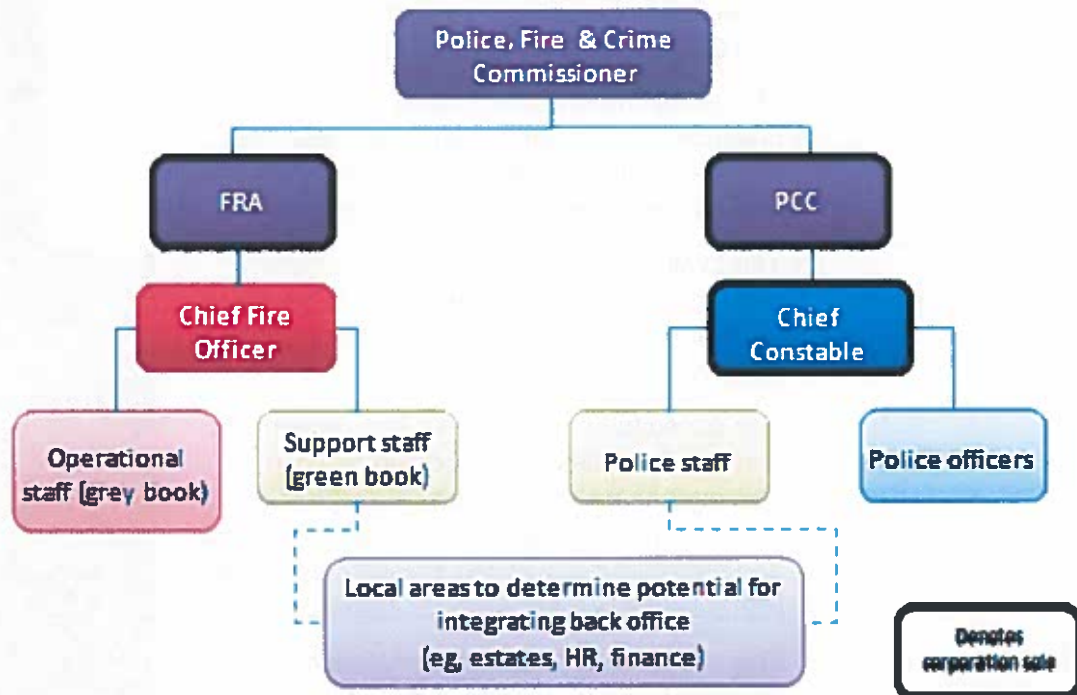 Police, Fire & Crime
Commissioner
FRA
PCC
Chief Fire
Officer
Chief
Constable
Operational
staff (grey book)
Support staff
(green book)
Police staff
Police officers
Local areas to determine potential for
integrating back office
(eg, estates, HR, finance)
Denotes
corporation sole